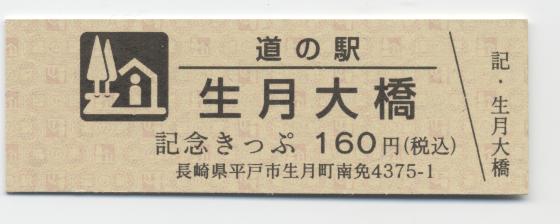 道の駅
生月大橋
記念きっぷ 160円(税込)
長崎県平戸市生月町南免4375-1
記・生月大橋